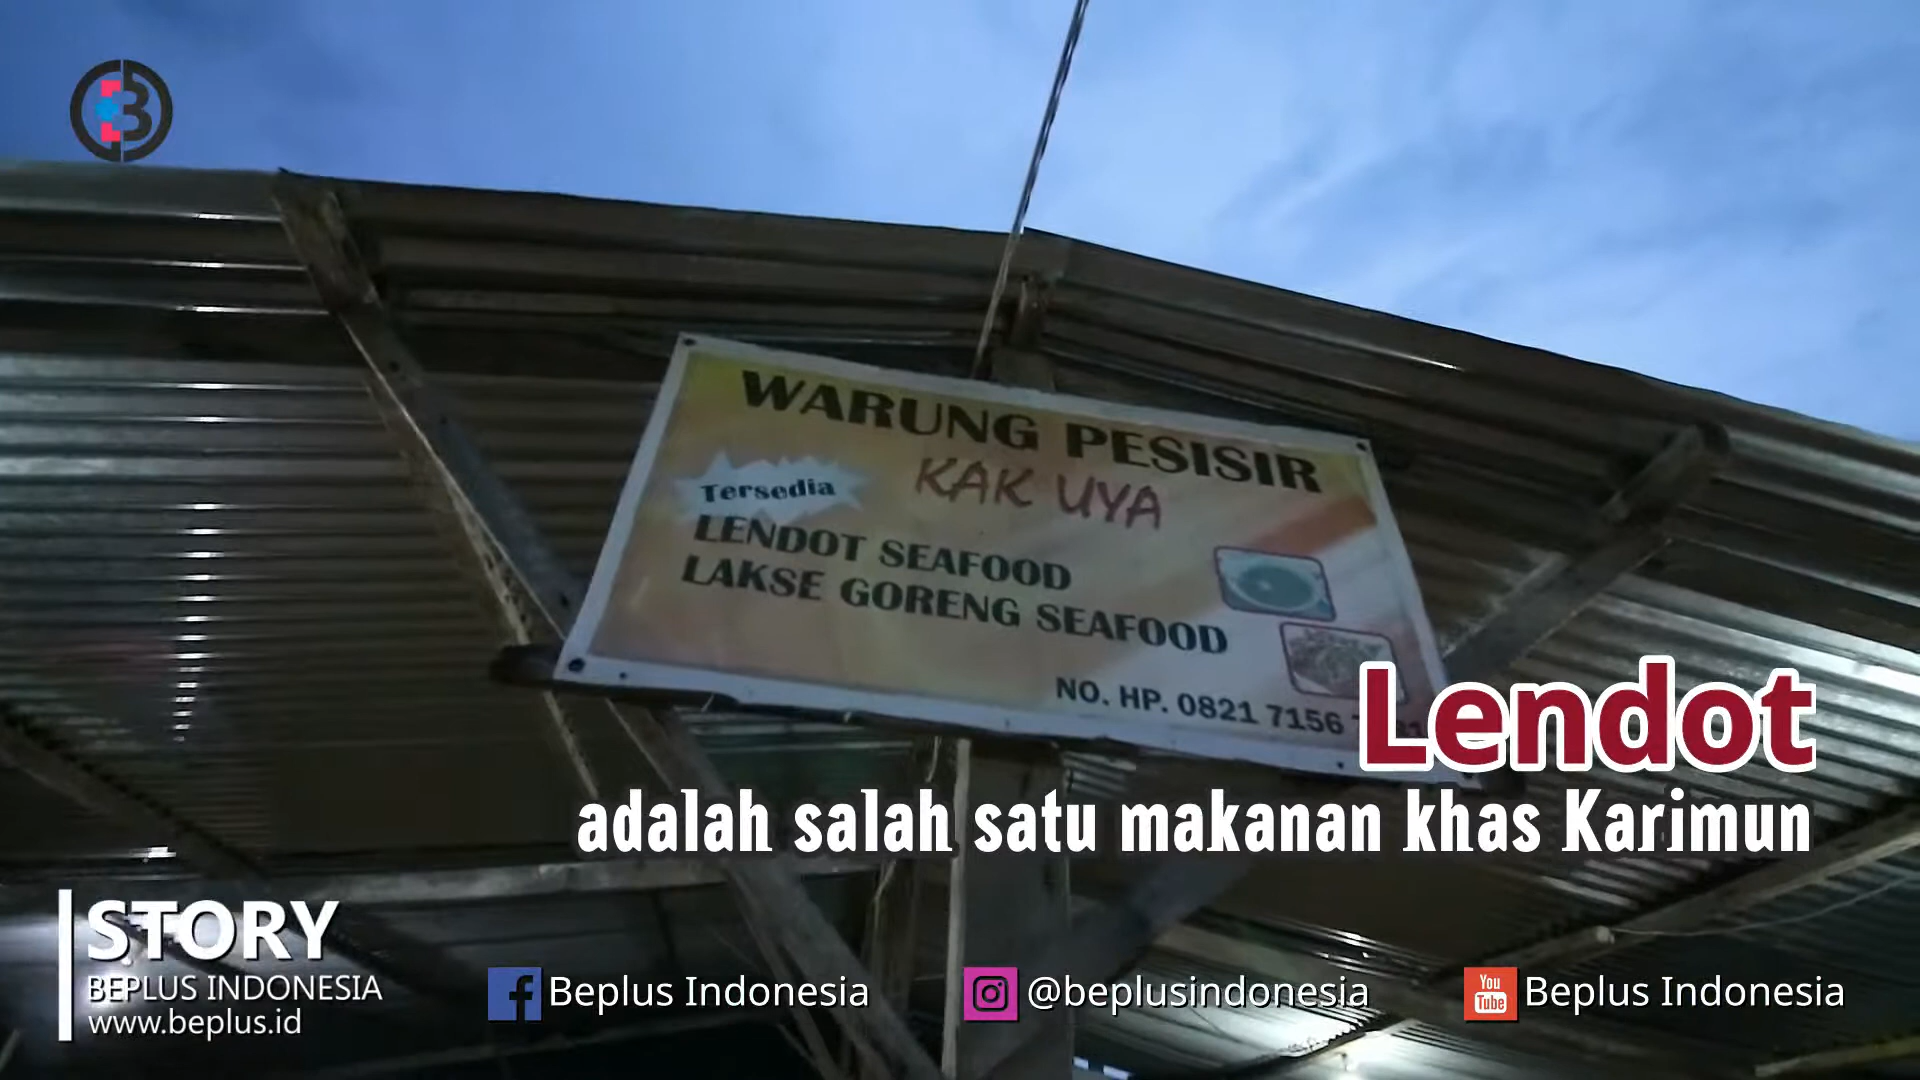 WARUNG PESISIR
KAK UYA
Tersedia
LENDOT SEAFOOD
LAKSE GORENG SEAFOOD
NO. HP. 0821 7156
Lendot
adalah salah satu makanan khas Karimun
STORY
BEPLUS INDONESIA
www.beplus.id
Beplus Indonesia
@beplusindonesia
You
Tube
Beplus Indonesia